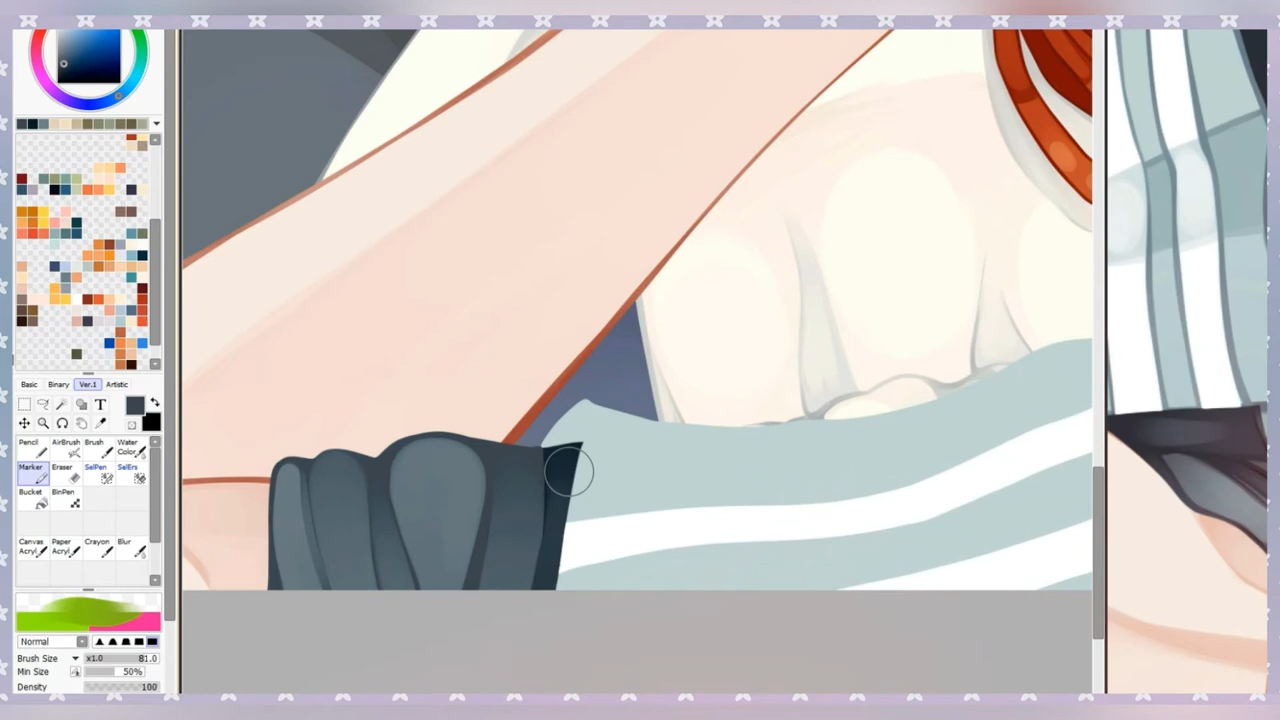 Basic Binary Ver.1 Artistic
T
Pencil AirBrush Brush Water Color
Marker Eraser SelPen SelErs
Bucket BinPen
Canvas Acryl Paper Acryl Crayon Blur
Normal
Brush Size x1.0 81.0
Min Size 50%
Density 100